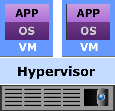 APP APP
OS OS
VM VM
Hypervisor